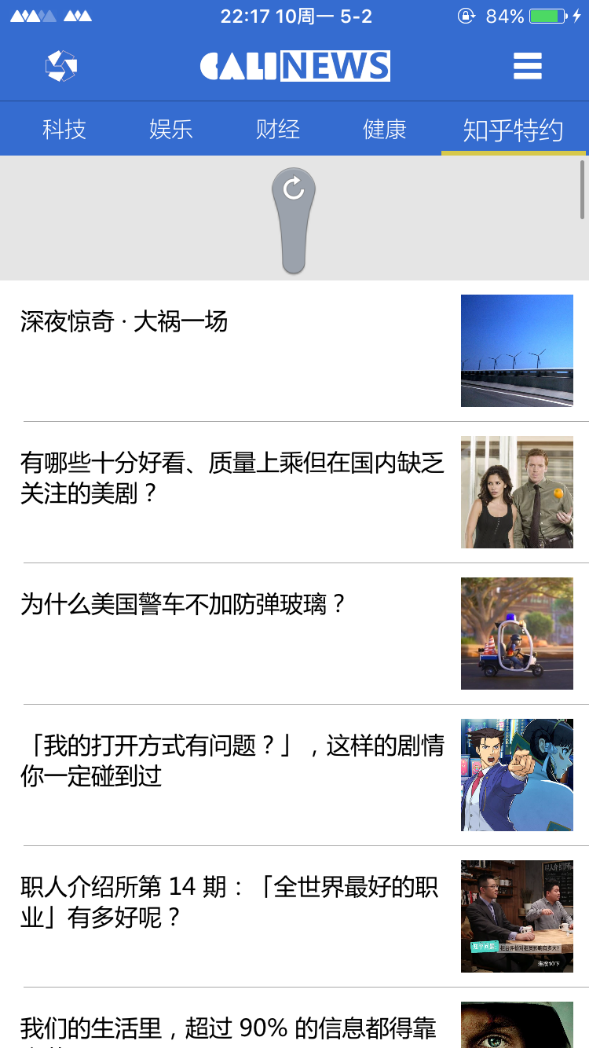 22:17 10周一 5-2
84%
CALINEWS
科技 娱乐 财经 健康 知乎特约
深夜惊奇 · 大祸一场
有哪些十分好看、质量上乘但在国内缺乏
关注的美剧？
为什么美国警车不加防弹玻璃？
「我的打开方式有问题？」，这样的剧情
你一定碰到过
职人介绍所第 14 期：「全世界最好的职
业」有多好呢？
我们的生活里，超过 90% 的信息都得靠